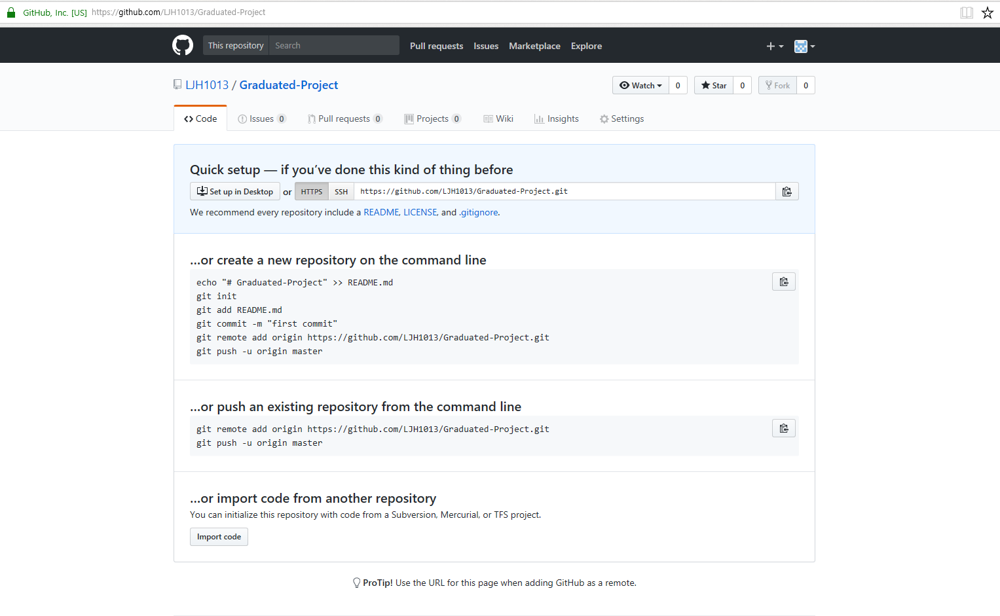 GitHub, Inc. [US] https://github.com/LJH1013/Graduated-Project
This repository Search Pull requests Issues Marketplace Explore
LJH1013 / Graduated-Project Watch 0 Star 0 Fork 0
Code Issues 0 Pull requests 0 Projects 0 Wiki Insights Settings
Quick setup — if you’ve done this kind of thing before
Set up in Desktop or HTTPS SSH https://github.com/LJH1013/Graduated-Project.git
We recommend every repository include a README, LICENSE, and .gitignore.
…or create a new repository on the command line
echo "# Graduated-Project" >> README.md
git init
git add README.md
git commit -m "first commit"
git remote add origin https://github.com/LJH1013/Graduated-Project.git
git push -u origin master
…or push an existing repository from the command line
git remote add origin https://github.com/LJH1013/Graduated-Project.git
git push -u origin master
…or import code from another repository
You can initialize this repository with code from a Subversion, Mercurial, or TFS project.
Import code
ProTip! Use the URL for this page when adding GitHub as a remote.